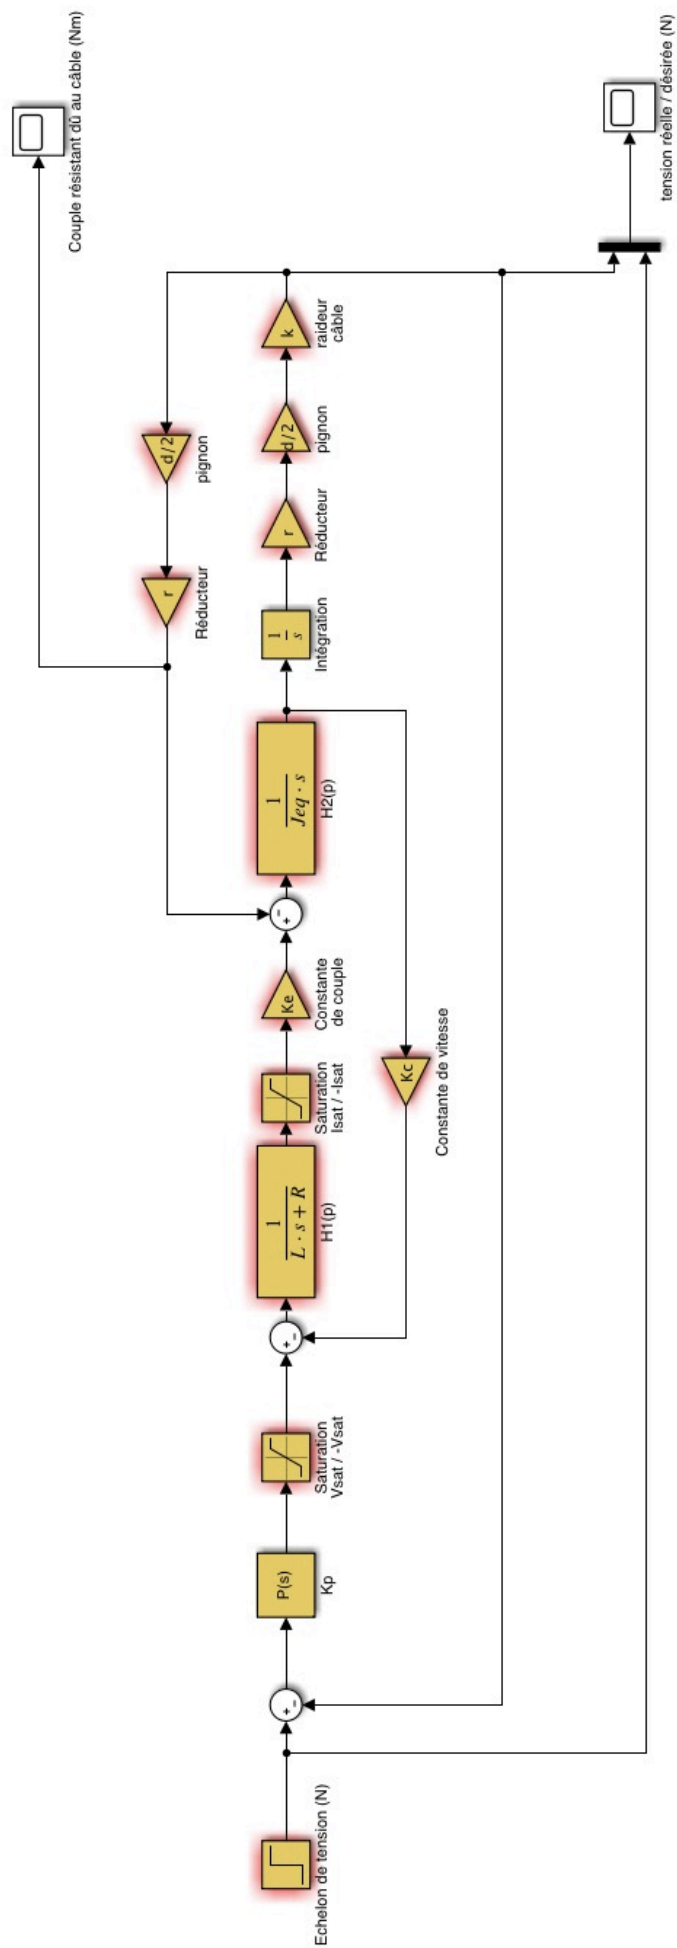 Couple résistant dû au câble (Nm)
d/2
pignon
r
Réducteur
Echelon de tension (N)
+
-
P(s)
Kp
Saturation
Vsat / -Vsat
+
-
1
L · s + R
H1(p)
Saturation
Isat / -Isat
Ke
Constante
de couple
+
-
1
Jeq · s
H2(p)
1
s
Intégration
r
Réducteur
d/2
pignon
k
raideur
câble
Kc
Constante de vitesse
tension réelle / désirée (N)